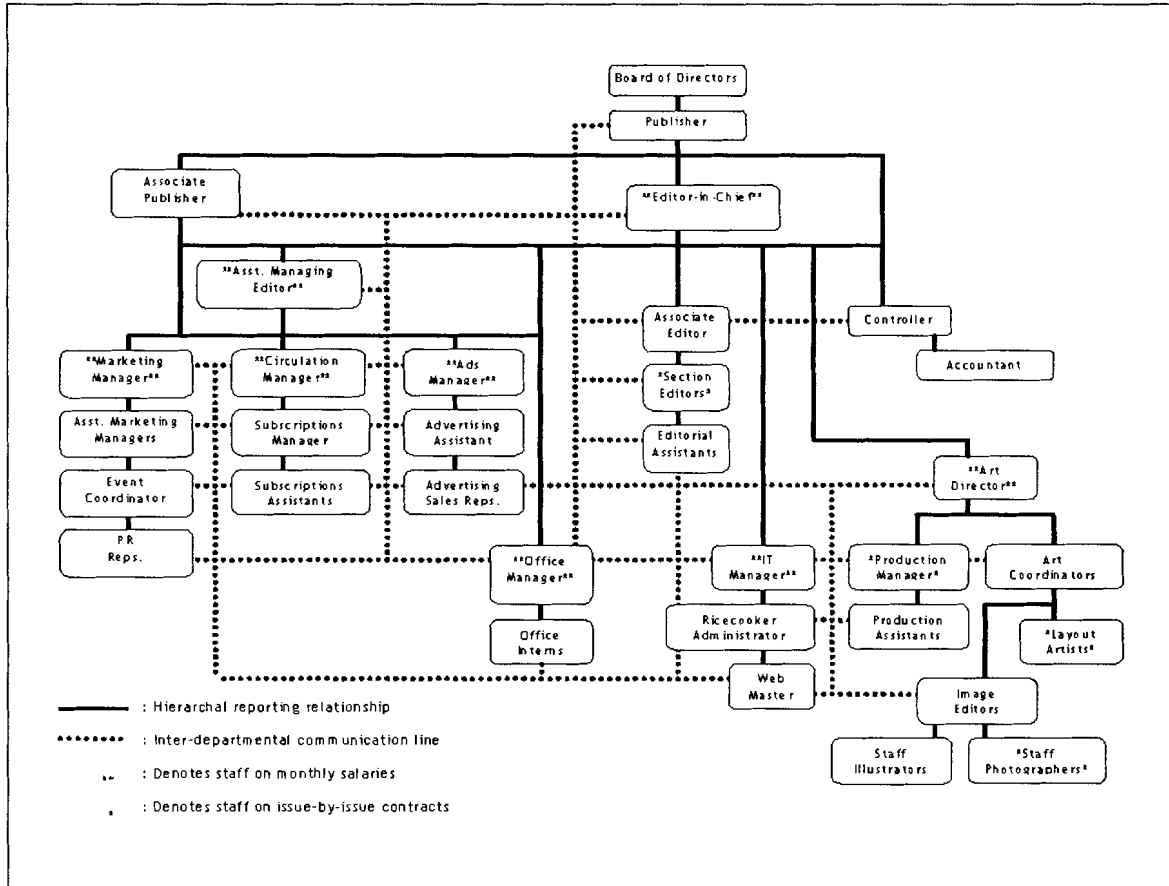 Board of Directors
Publisher
Associate
Publisher
**Editor-in-Chief**
**Asst. Managing
Editor**
Associate
Editor
Controller
Accountant
**Marketing
Manager**
**Circulation
Manager**
**Ads
Manager**
*Section
Editors*
Asst. Marketing
Managers
Subscriptions
Manager
Advertising
Assistant
Editorial
Assistants
Event
Coordinator
Subscriptions
Assistants
Advertising
Sales Reps.
**Art
Director**
PR
Reps.
**Office
Manager**
**IT
Manager**
*Production
Manager*
Art
Coordinators
Office
Interns
Ricecooker
Administrator
Production
Assistants
*Layout
Artists*
Web
Master
Image
Editors
Staff
Illustrators
*Staff
Photographers*
: Hierarchal reporting relationship
: Inter-departmental communication line
** : Denotes staff on monthly salaries
* : Denotes staff on issue-by-issue contracts